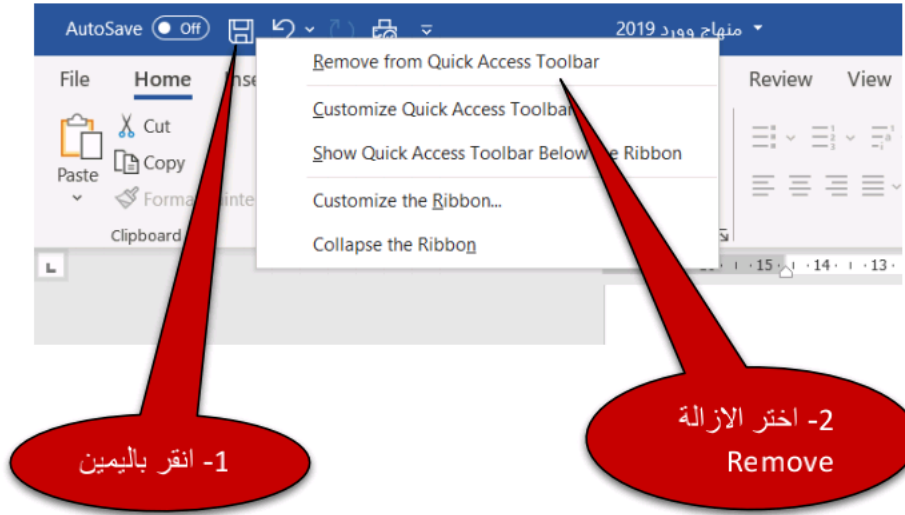 AutoSave Off
منهاج وورد 2019
File Home Review View
Remove from Quick Access Toolbar
Customize Quick Access Toolbar
Show Quick Access Toolbar Below the Ribbon
Customize the Ribbon...
Collapse the Ribbon
Cut
Copy
Paste
Clipboard
15 14 13
1- انقر باليمين
2- اختر الازالة
Remove